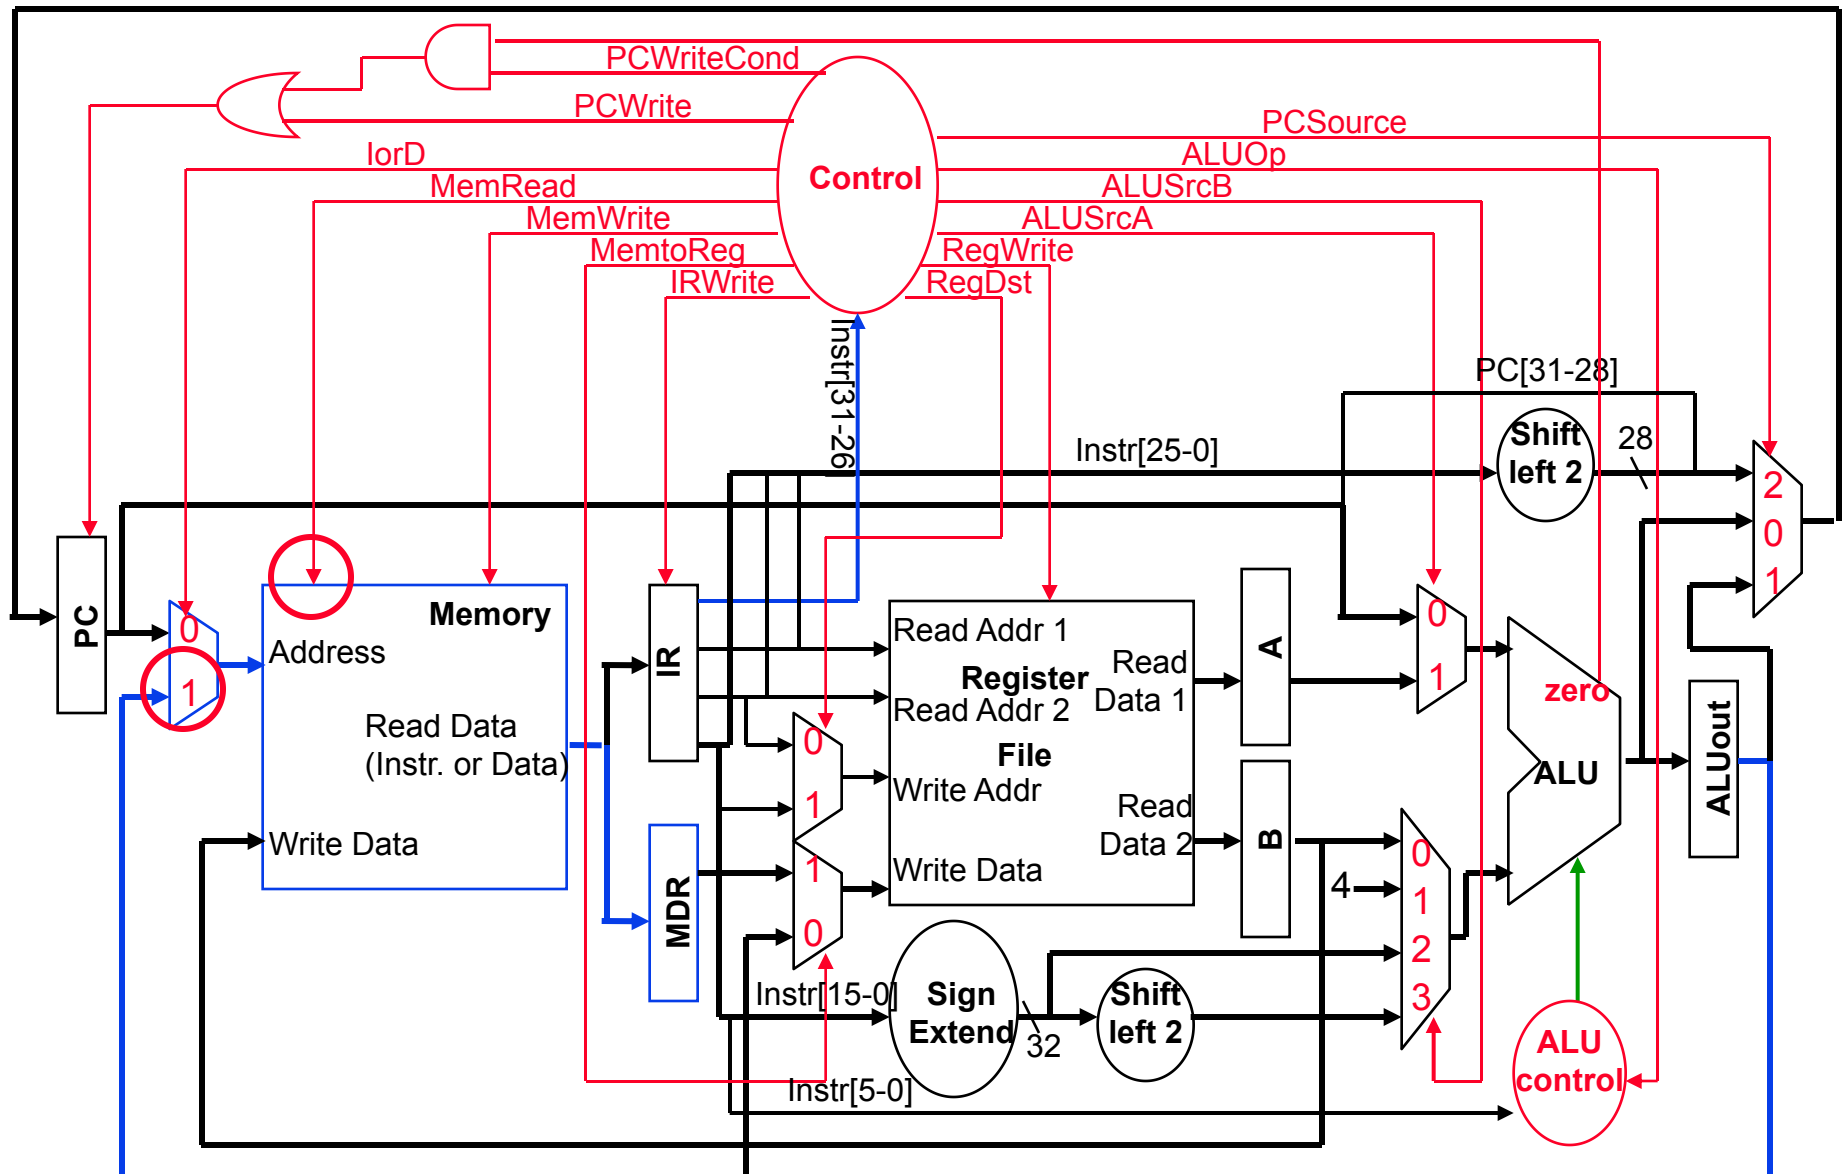 PCWriteCond
PCWrite
PCSource
IorD
ALUOp
Control
MemRead
ALUSrcB
MemWrite
ALUSrcA
MemtoReg
RegWrite
IRWrite
RegDst
Instr[31-26]
PC[31-28]
Instr[25-0]
Shift
left 2
28
2
0
1
PC
0
1
Memory
Address
Read Data
(Instr. or Data)
Write Data
IR
MDR
Read Addr 1
Register
Read Addr 2
File
Write Addr
Write Data
Read
Data 1
Read
Data 2
0
1
1
0
A
B
0
1
4
0
1
2
3
zero
ALU
ALUout
Instr[15-0]
Sign
Extend
32
Shift
left 2
ALU
control
Instr[5-0]